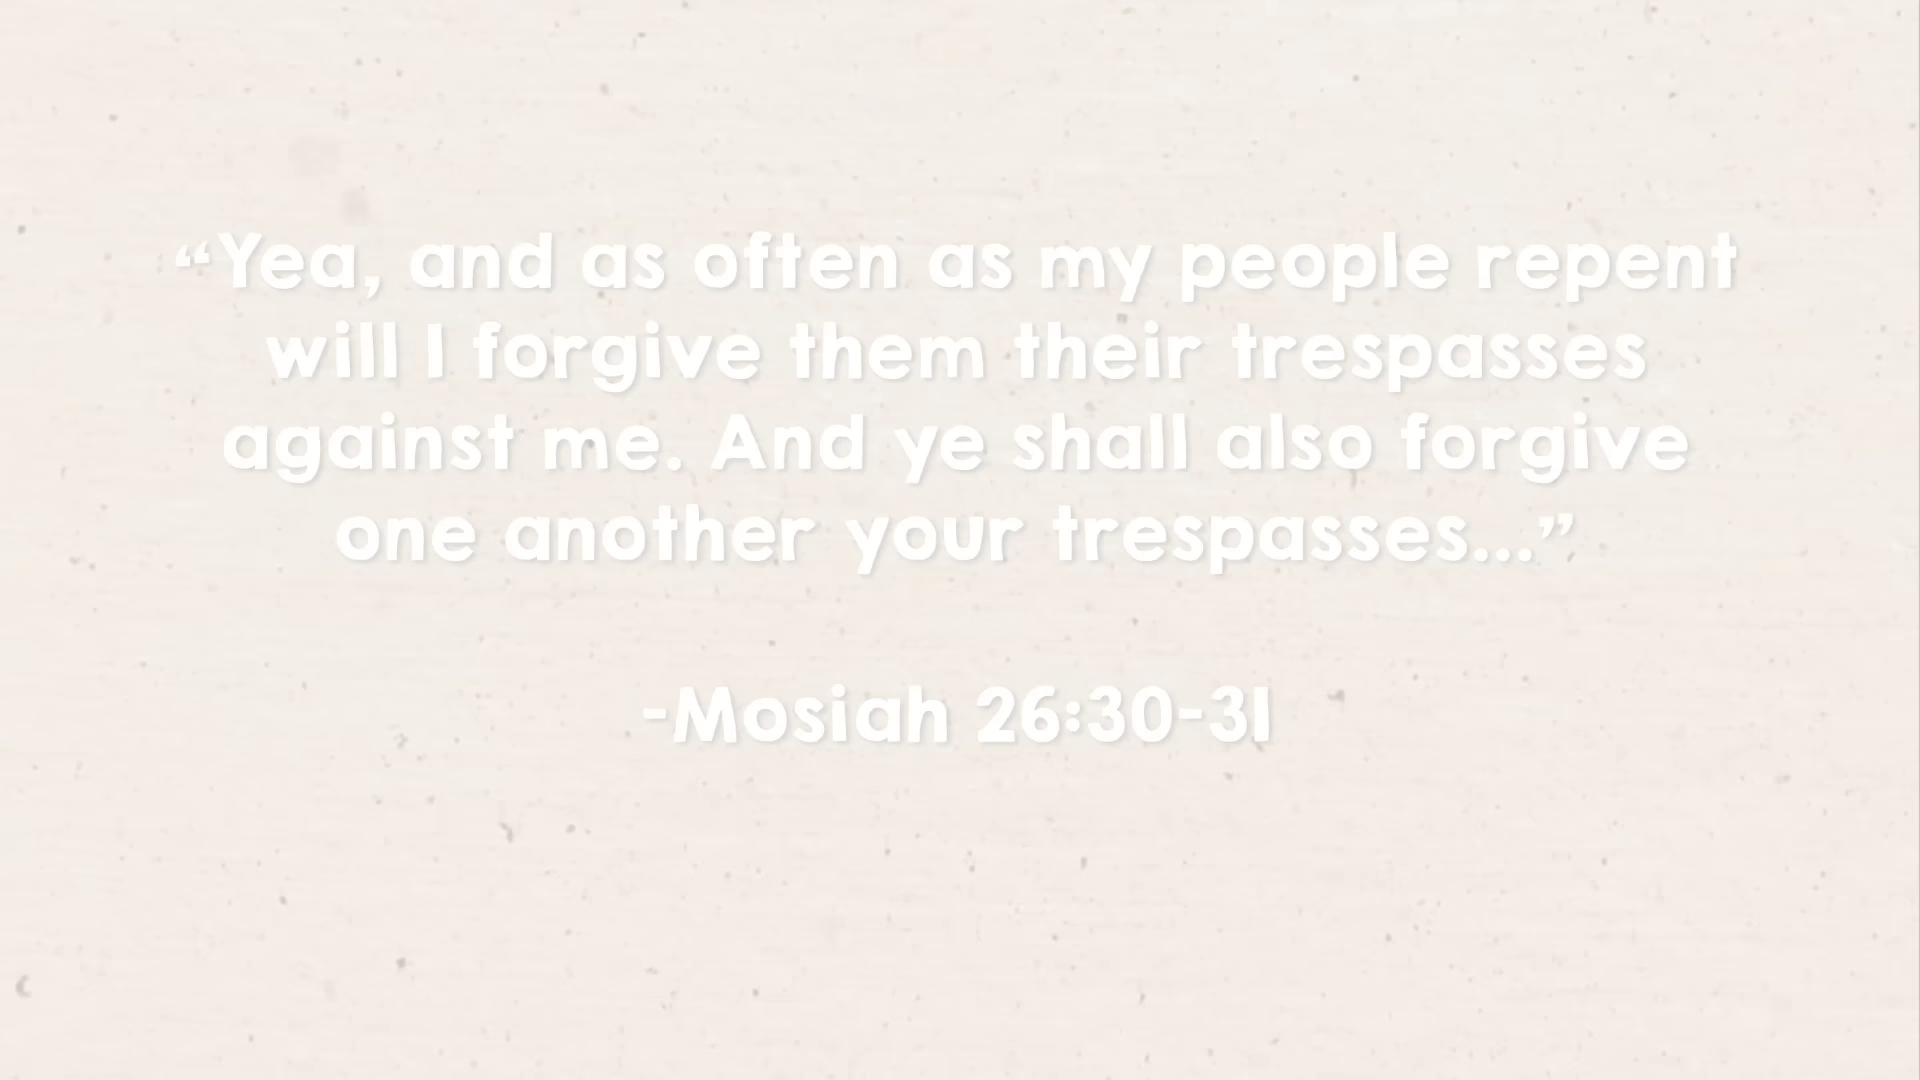 “Yea, and as often as my people repent
will I forgive them their trespasses
against me. And ye shall also forgive
one another your trespasses...”
-Mosiah 26:30-31